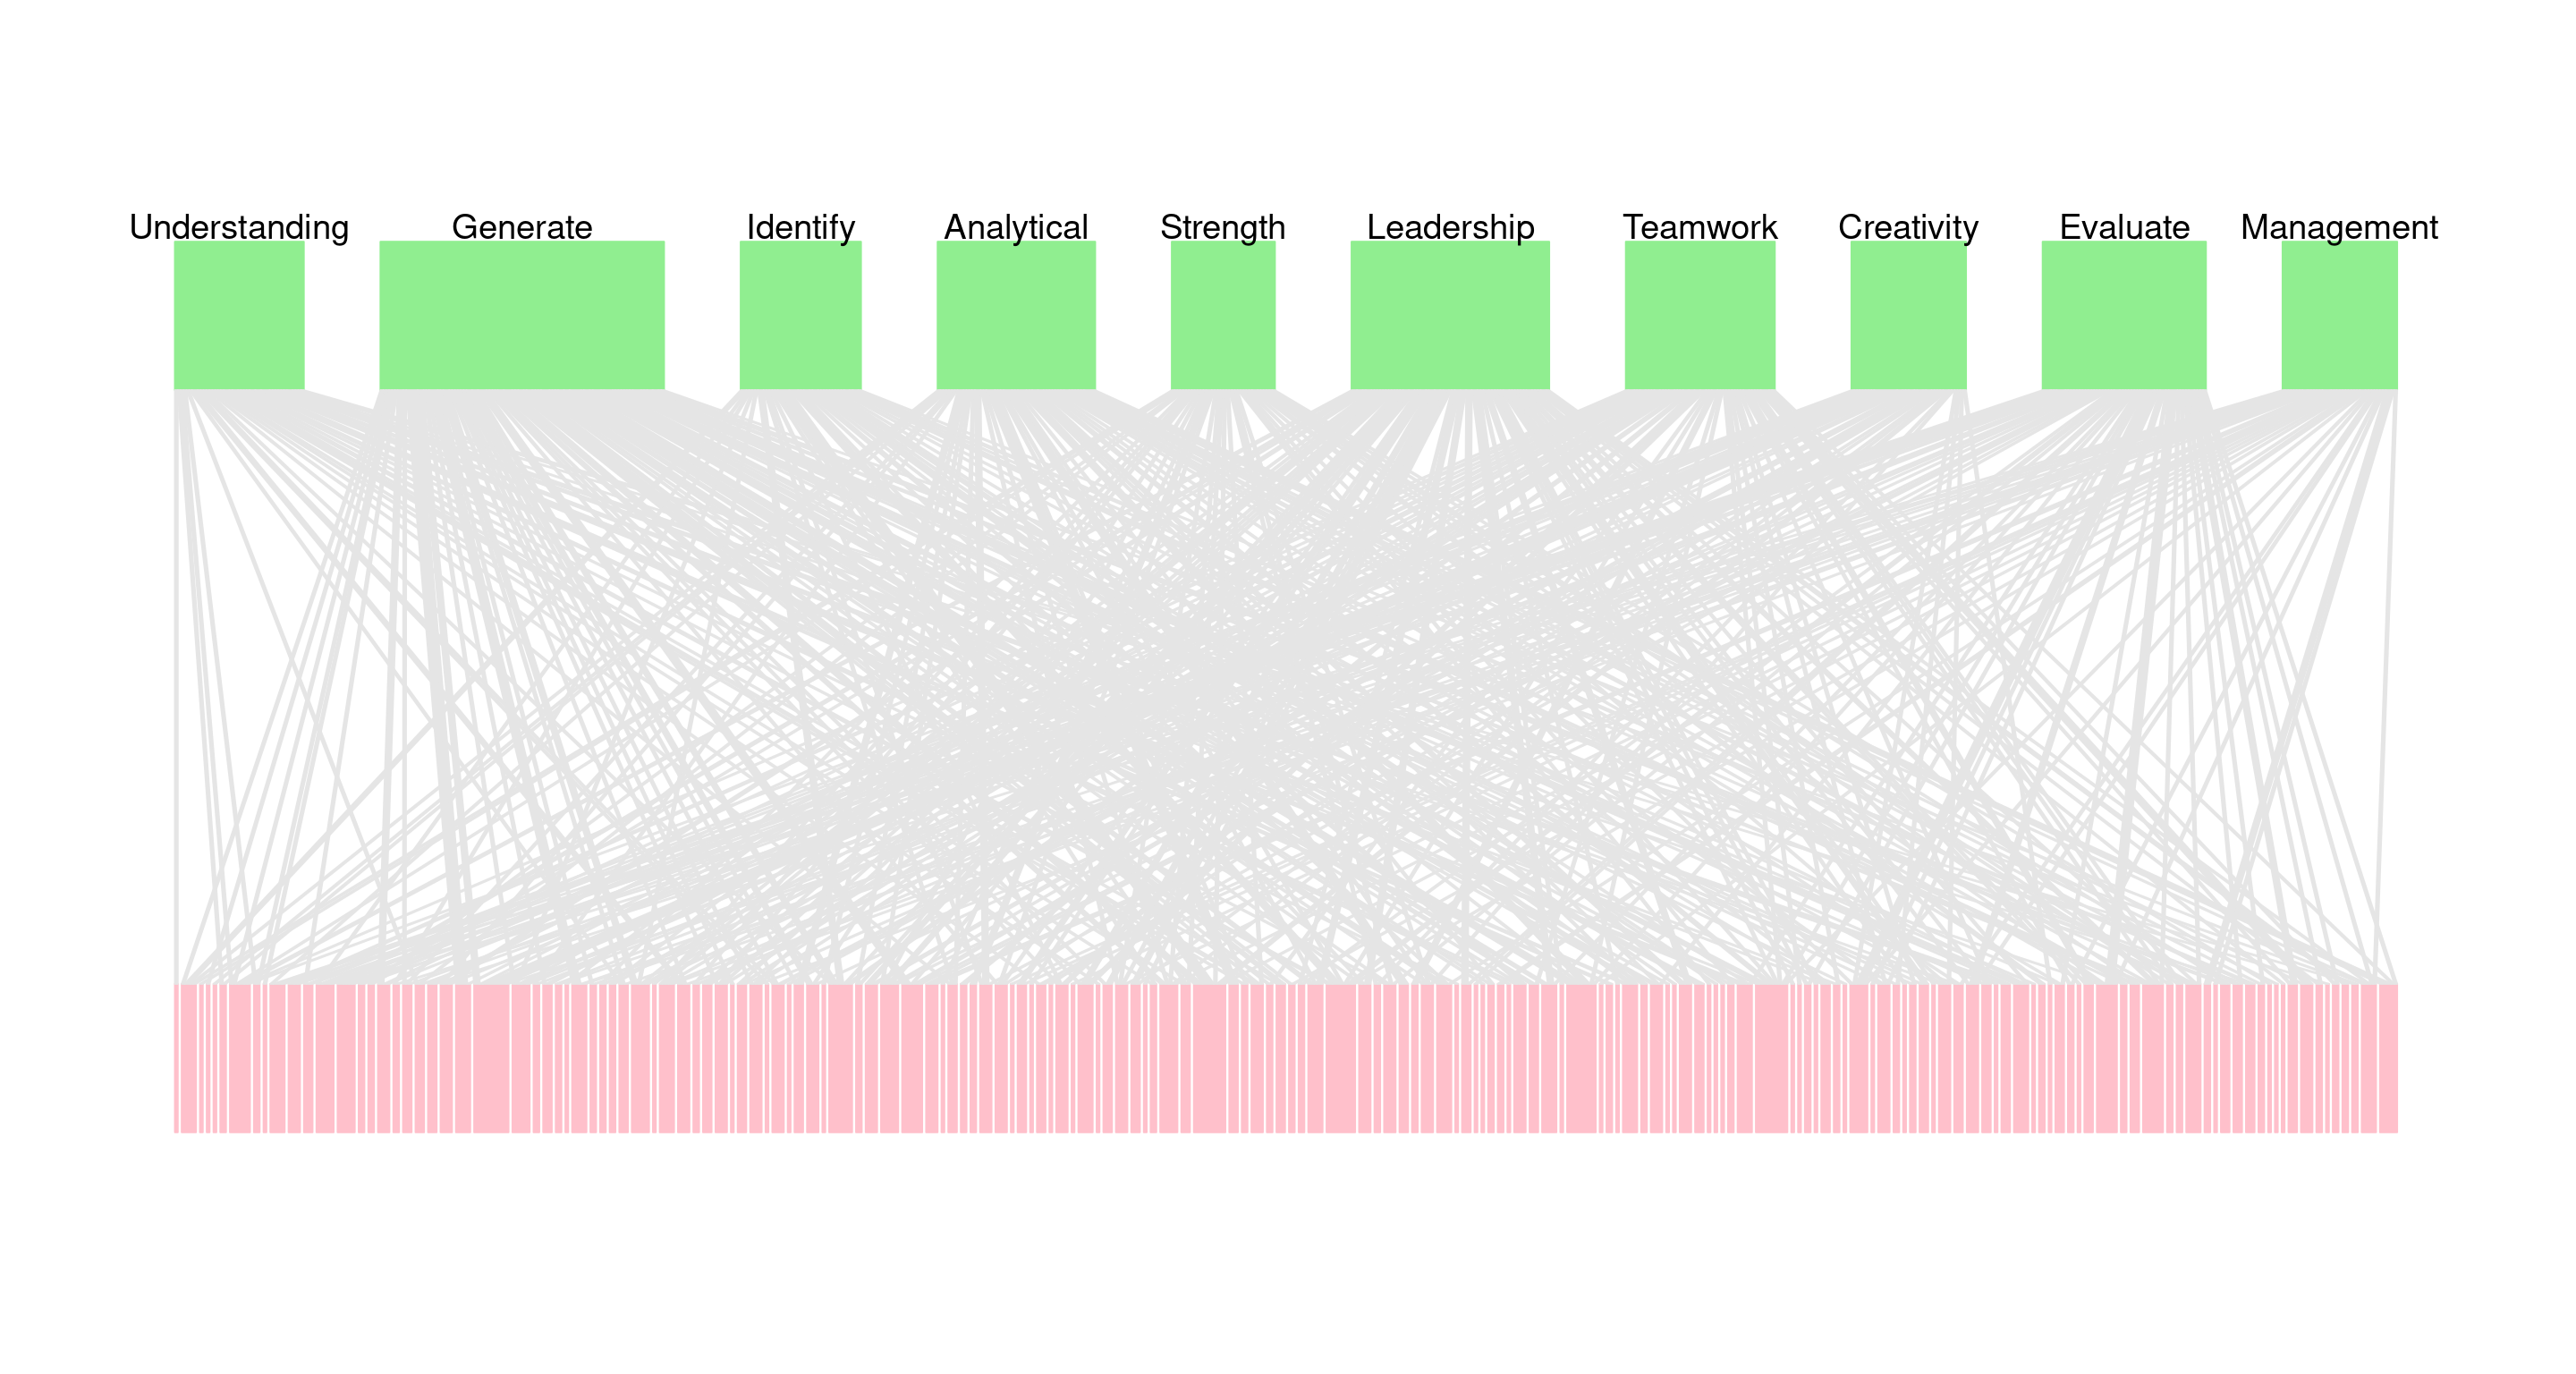 Understanding Generate Identify Analytical Strength Leadership Teamwork Creativity Evaluate Management